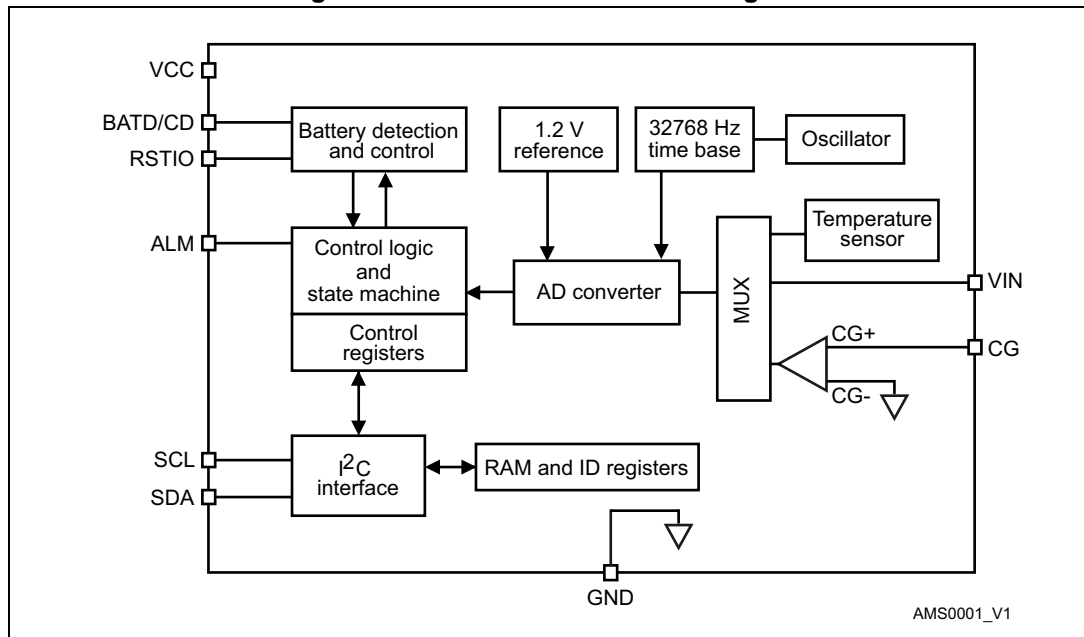 VCC
BATD/CD
RSTIO
ALM
SCL
SDA
Battery detection
and control
1.2 V
reference
32768 Hz
time base
Oscillator
Control logic
and
state machine
Control
registers
AD converter
MUX
Temperature
sensor
VIN
CG+
CG
CG-
I2C
interface
RAM and ID registers
GND
AMS0001_V1